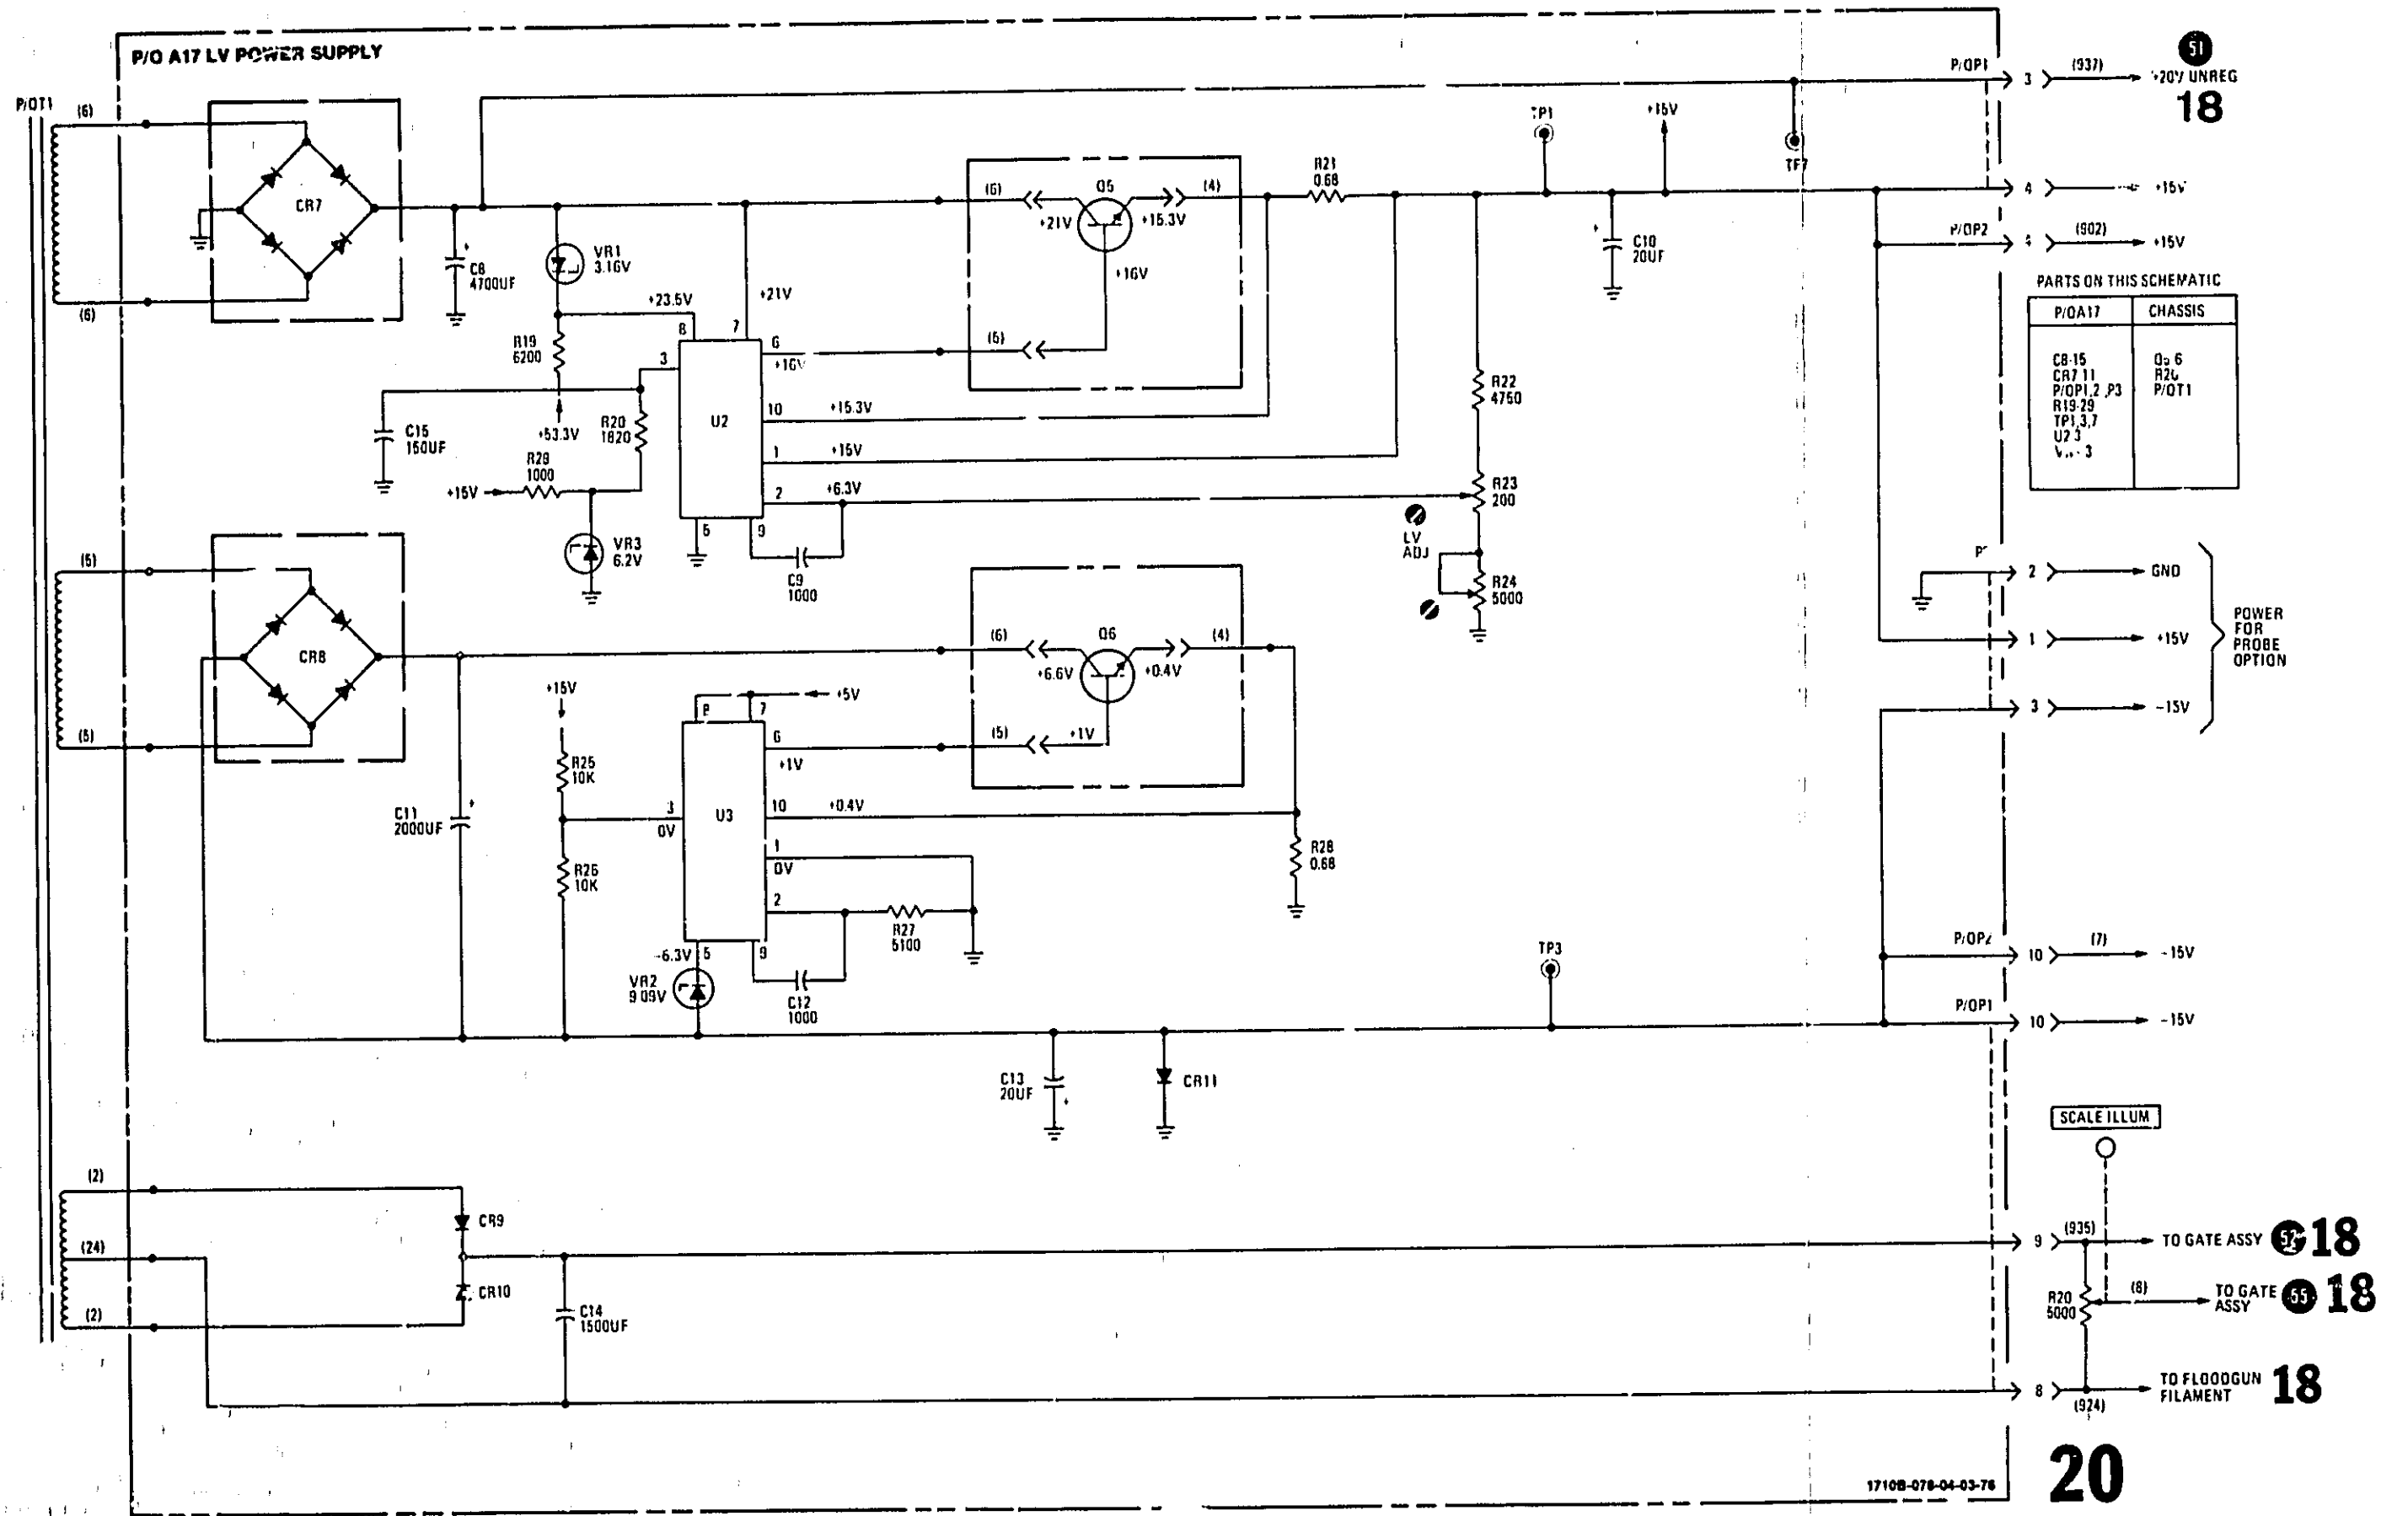 P/O A17 LV POWER SUPPLY
P/OT1
(6)
(6)
CR7
C8
4700UF
VR1
3.16V
+23.5V
+21V
R19
6200
+53.3V
3
8
7
U2
6
+16V
10
+15.3V
1
+15V
2
+6.3V
5
9
C15
150UF
R20
1820
R29
1000
+15V
VR3
6.2V
C9
1000
(6)
Q5
(4)
+21V
+15.3V
+16V
(5)
R21
0.68
TP1
+15V
C10
20UF
R22
4750
R23
200
LV
ADJ
R24
5000
P/OP1
3
(937)
51
+20V UNREG
18
4
+15V
P/OP2
(902)
+15V
PARTS ON THIS SCHEMATIC
P/OA17
CHASSIS
C8-15
CR7-11
P/OP1,2,P3
R19-29
TP1,3,7
U2 3
P/OT1
2
GND
1
+15V
3
-15V
POWER
FOR
PROBE
OPTION
(5)
(5)
CR8
C11
2000UF
+15V
R25
10K
R26
10K
+5V
8
7
3
0V
U3
6
+1V
10
+0.4V
1
0V
2
-6.3V
5
9
VR2
9.09V
C12
1000
R27
5100
(6)
Q6
(4)
+6.6V
+0.4V
(5)
+1V
R28
0.68
TP3
P/OP2
10
(7)
-15V
P/OP1
10
-15V
C13
20UF
CR11
SCALE ILLUM
(2)
(24)
(2)
CR9
CR10
C14
1500UF
9
(935)
TO GATE ASSY
52
18
R20
5000
(8)
TO GATE
ASSY
55
18
8
(924)
TO FLOODGUN
FILAMENT
18
1710B-078-04-03-76
20